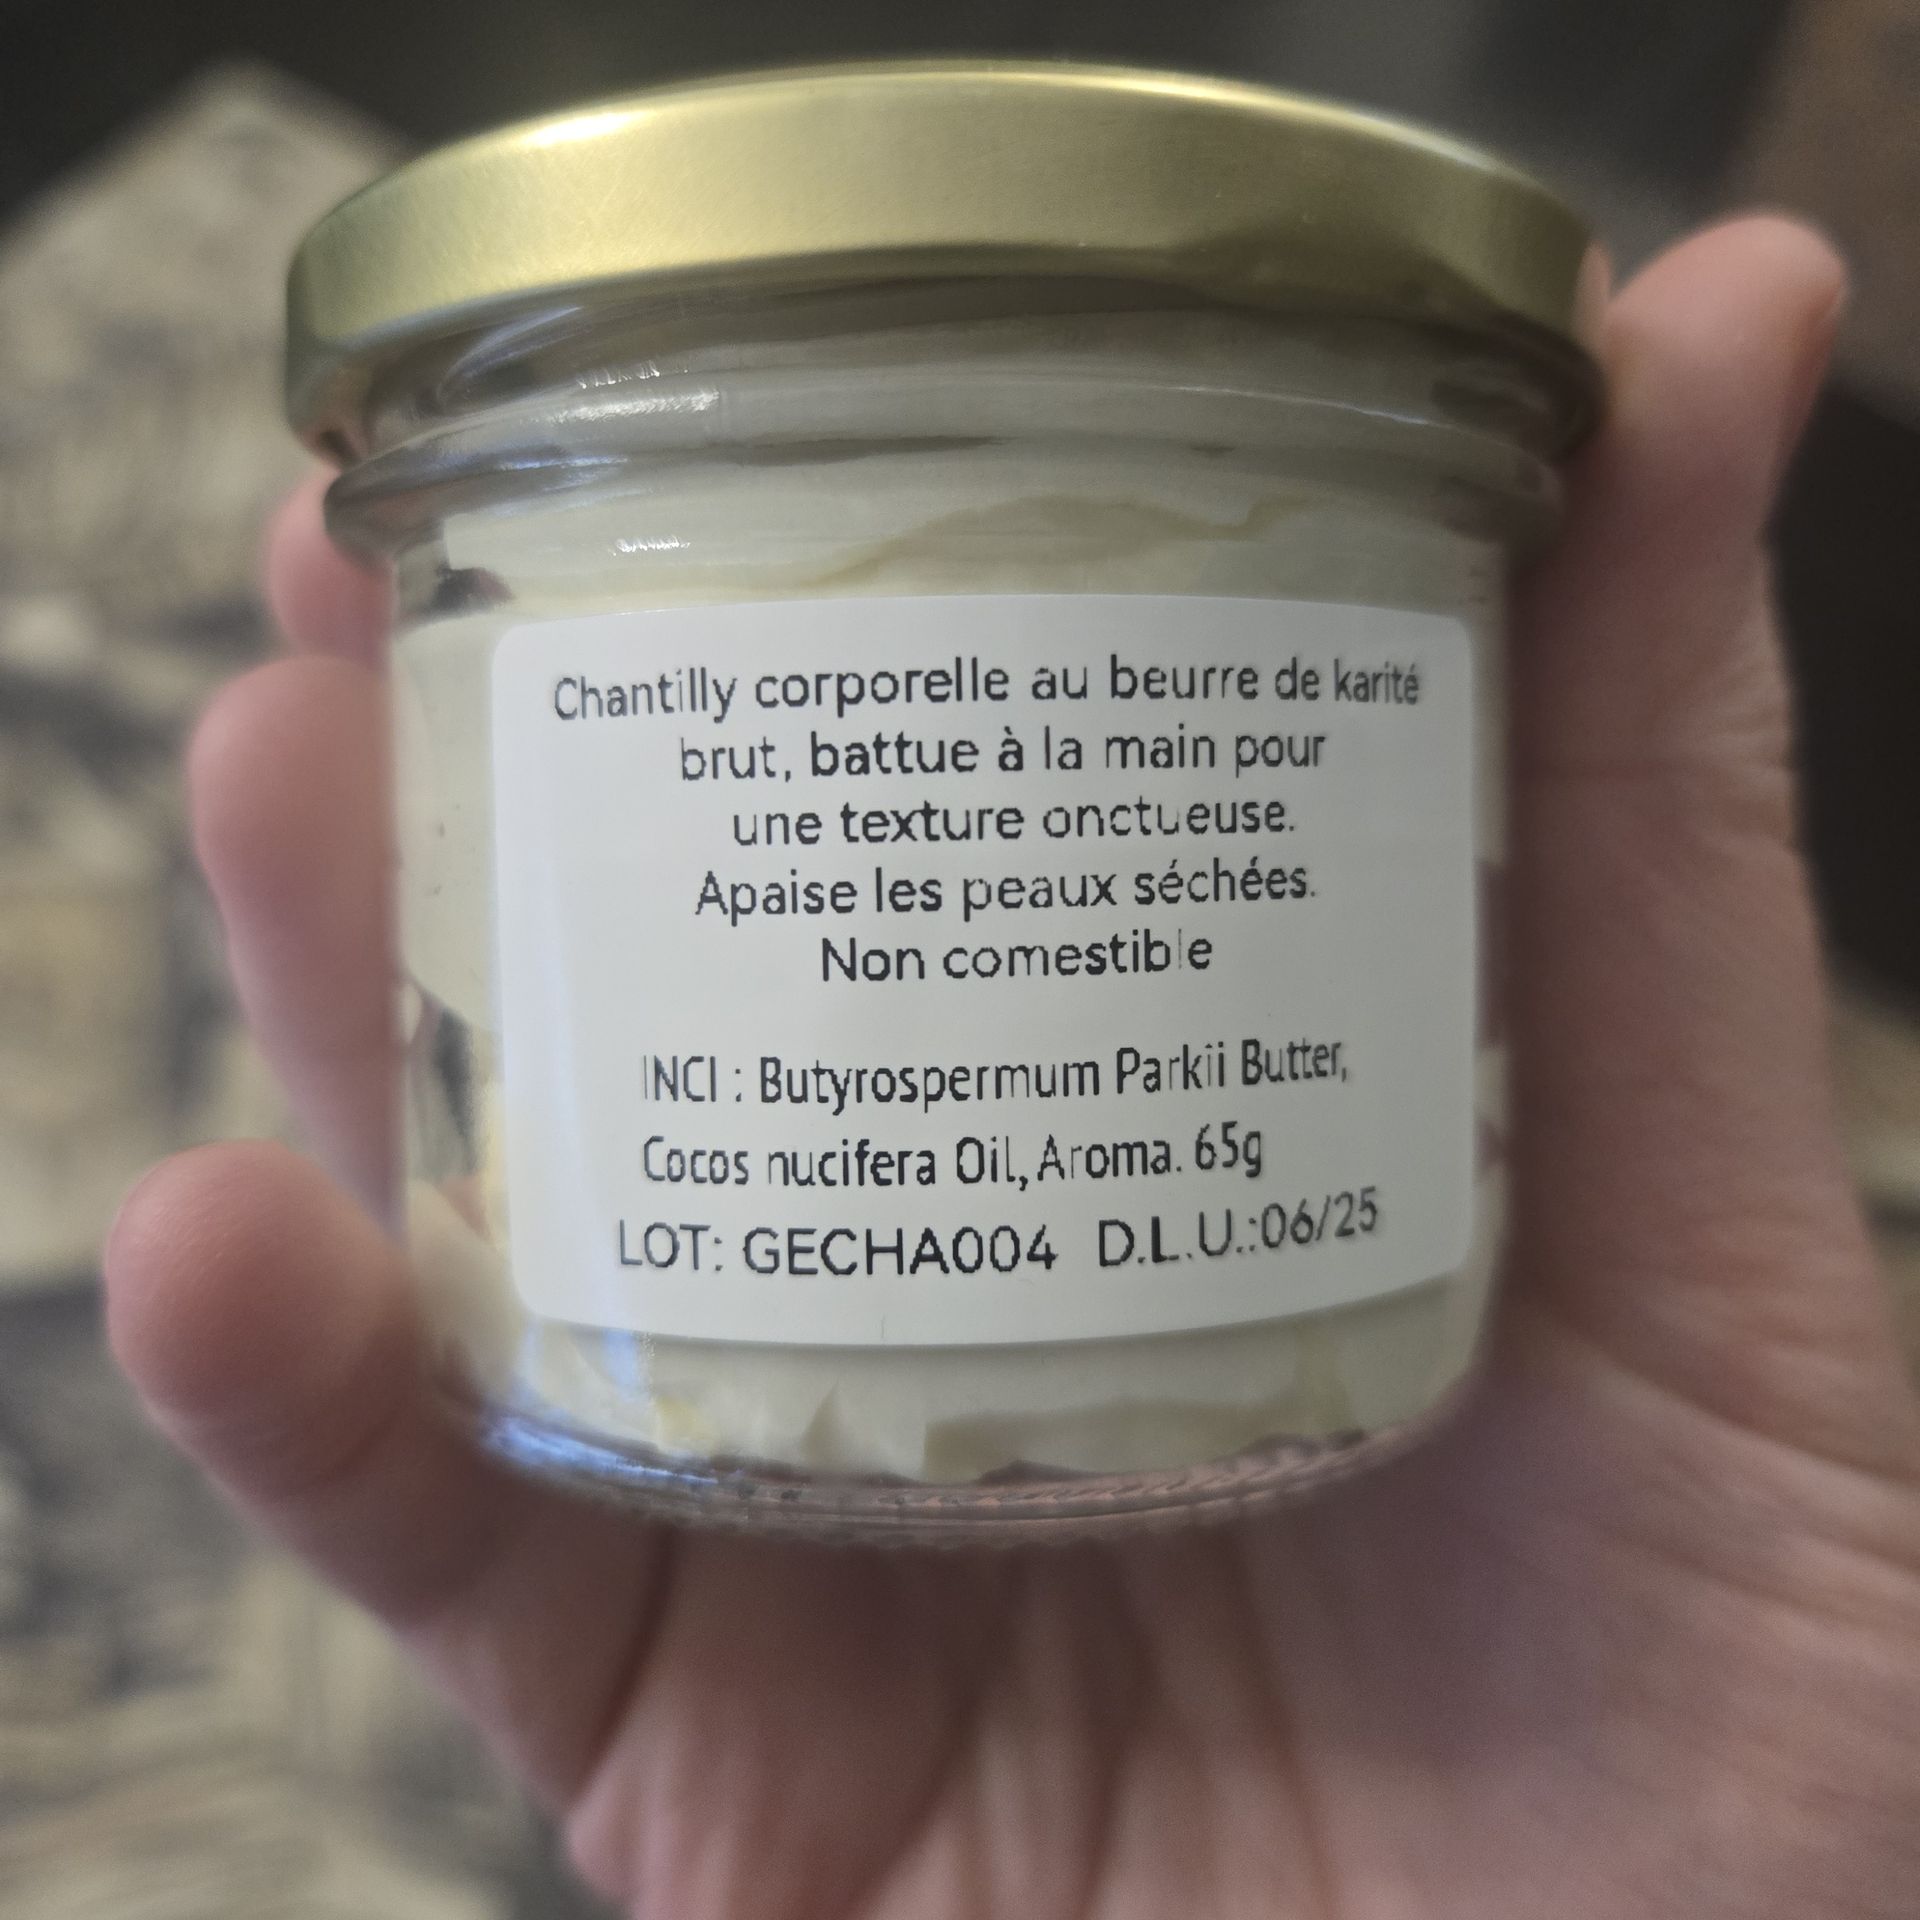 Chantilly corporelle au beurre de karité
brut, battue à la main pour
une texture onctueuse.
Apaise les peaux séchées.
Non comestible
INCI : Butyrospermum Parkii Butter,
Cocos nucifera Oil, Aroma. 65g
LOT: GECHA004 D.L.U.:06/25